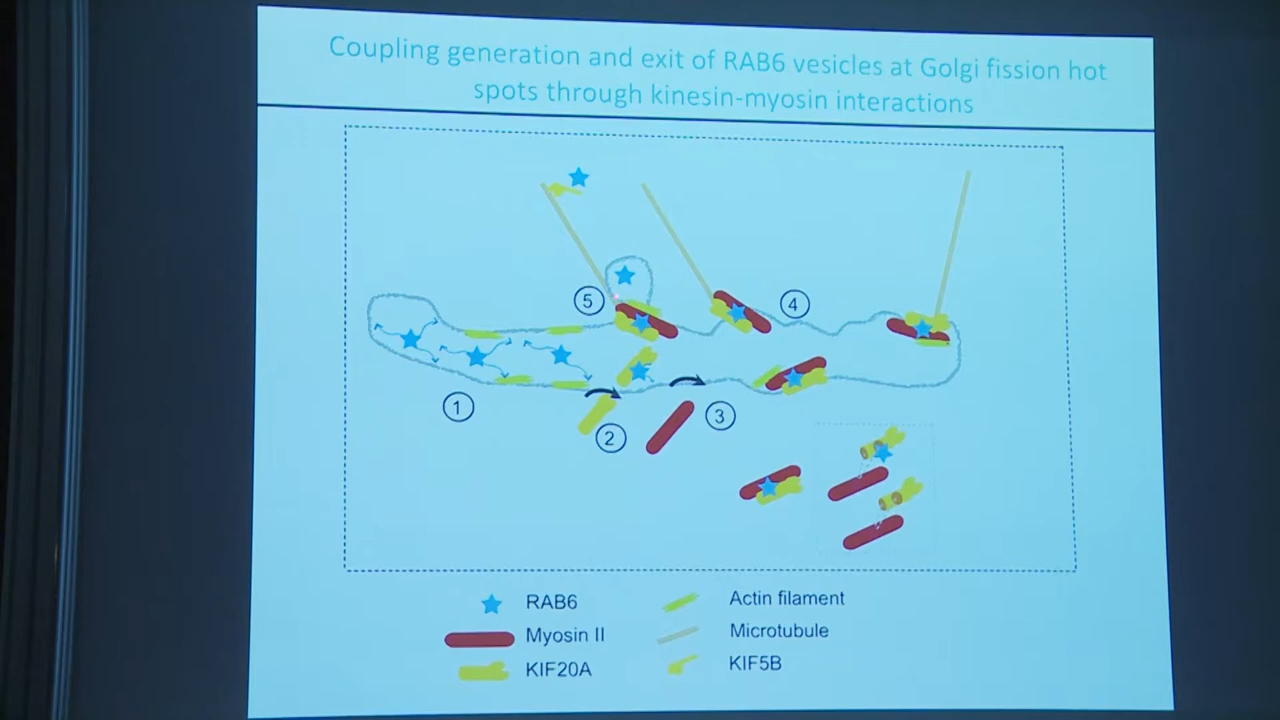 Coupling generation and exit of RAB6 vesicles at Golgi fission hot
spots through kinesin-myosin interactions
5
4
1
2
3
RAB6
Actin filament
Myosin II
Microtubule
KIF20A
KIF5B